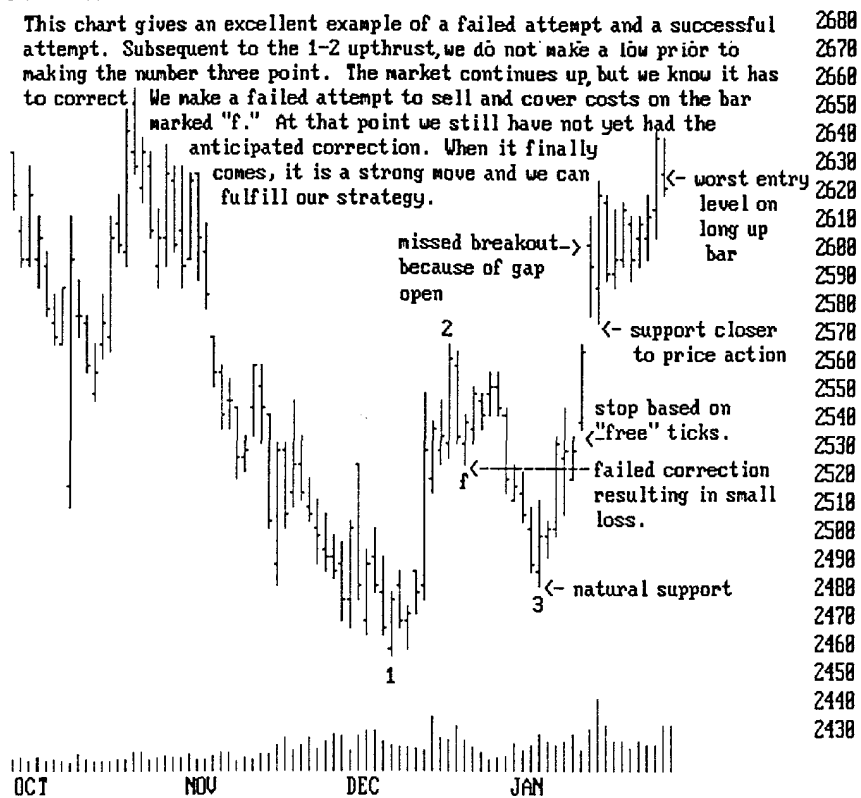 This chart gives an excellent example of a failed attempt and a successful
attempt. Subsequent to the 1-2 upthrust, we do not make a low prior to
making the number three point. The market continues up, but we know it has
to correct. We make a failed attempt to sell and cover costs on the bar
marked "f." At that point we still have not yet had the
anticipated correction. When it finally
comes, it is a strong move and we can
fulfill our strategy.
<- worst entry
level on
long up
bar
missed breakout->
because of gap
open
2
<- support closer
to price action
stop based on
<-"free" ticks.
f <- failed correction
resulting in small
loss.
<- natural support
3
1
2680
2670
2660
2650
2640
2630
2620
2610
2600
2590
2580
2570
2560
2550
2540
2530
2520
2510
2500
2490
2480
2470
2460
2450
2440
2430
OCT NOV DEC JAN